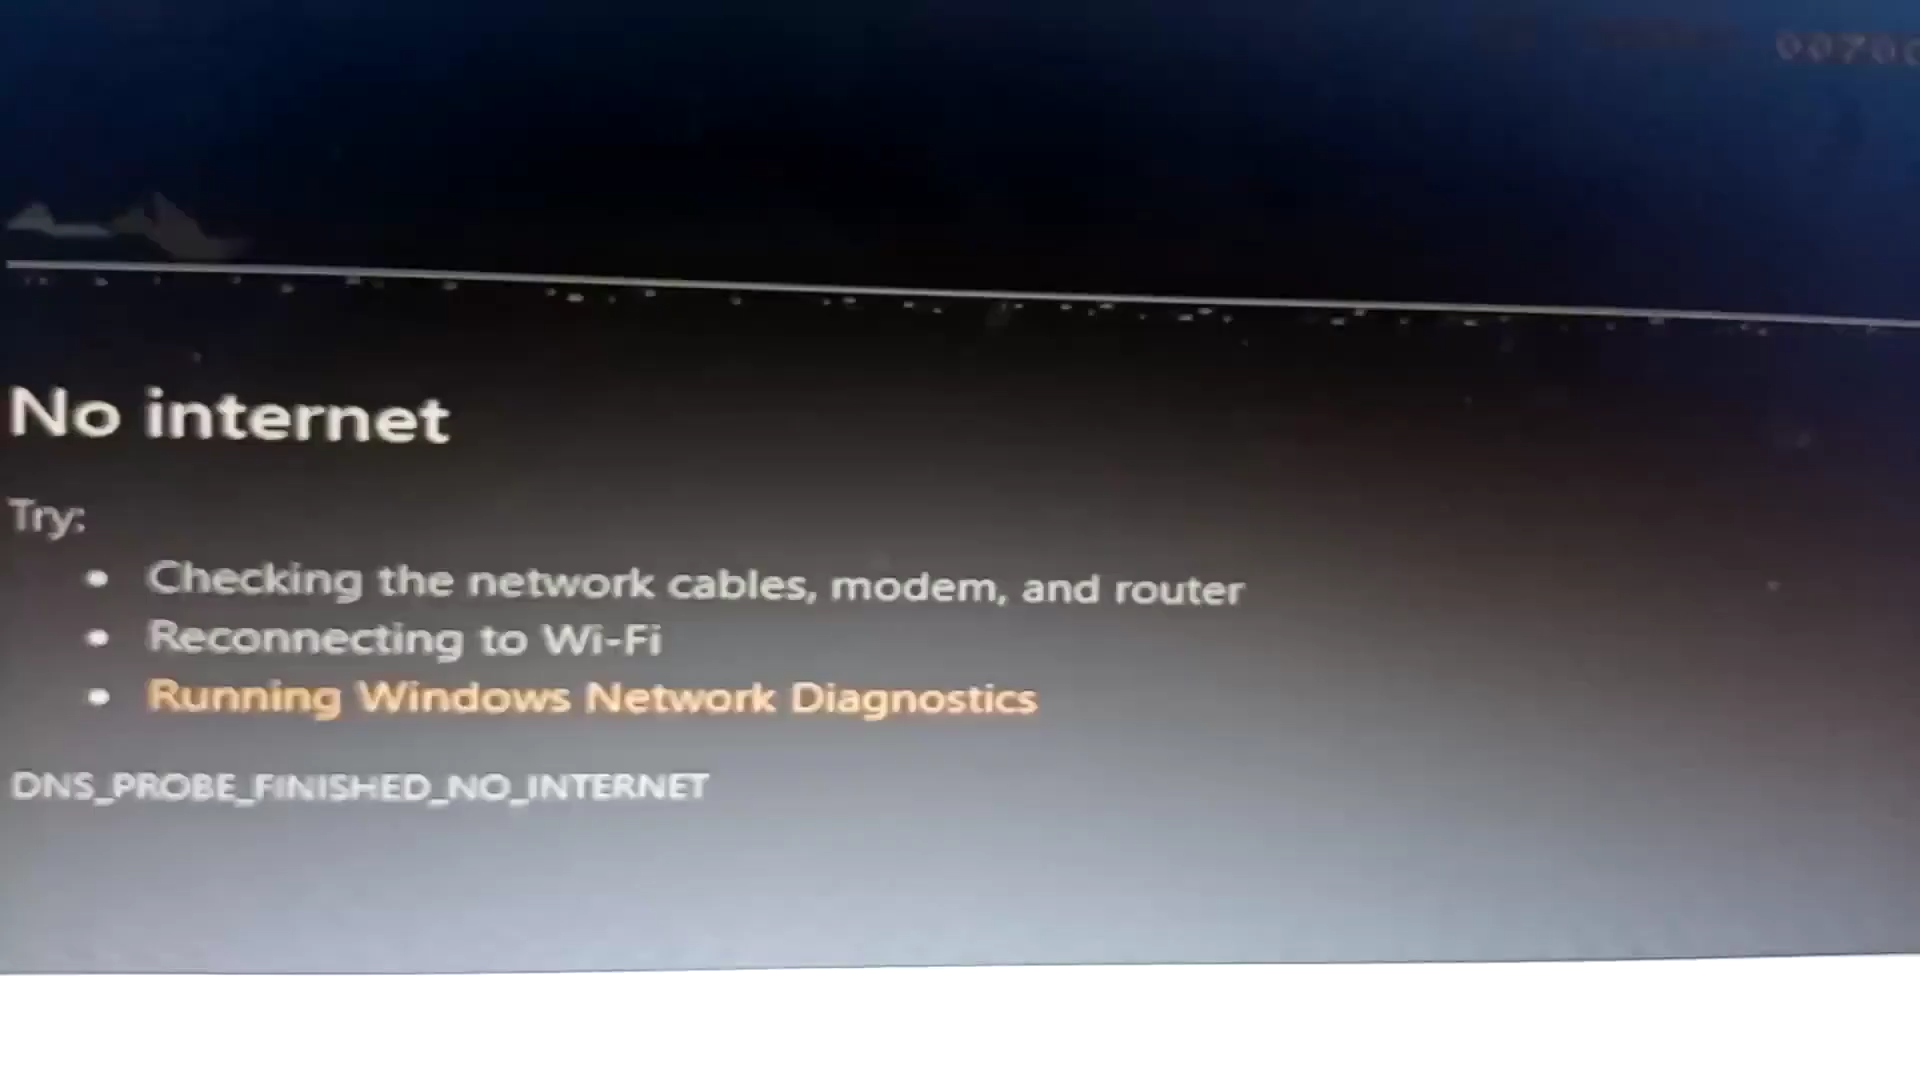 No internet
Try:
• Checking the network cables, modem, and router
• Reconnecting to Wi-Fi
• Running Windows Network Diagnostics
DNS_PROBE_FINISHED_NO_INTERNET